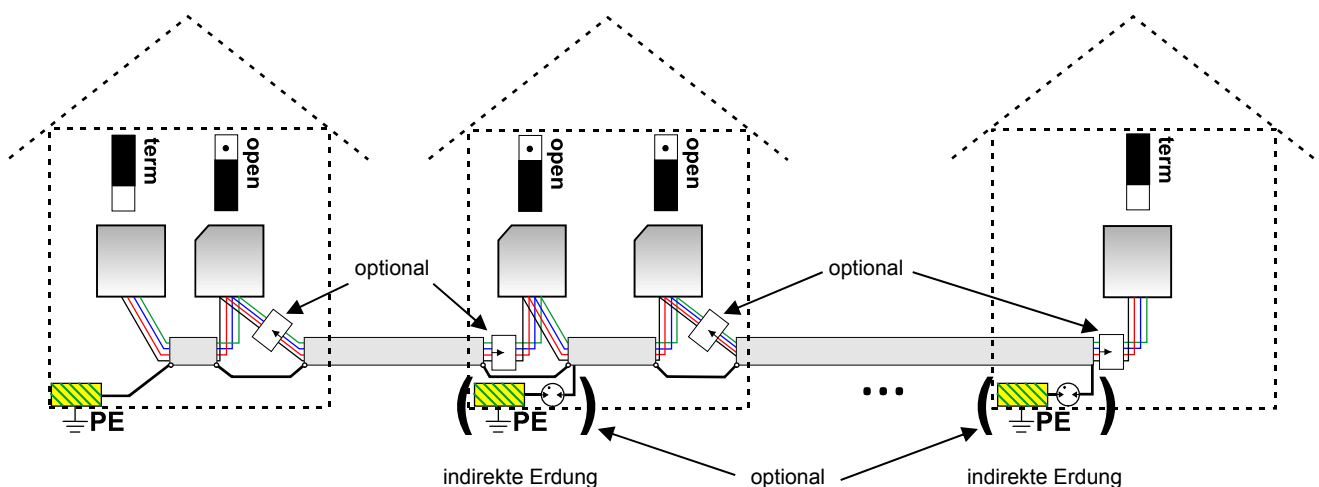 term
open
open
open
term
optional
optional
PE
PE
PE
indirekte Erdung
optional
indirekte Erdung